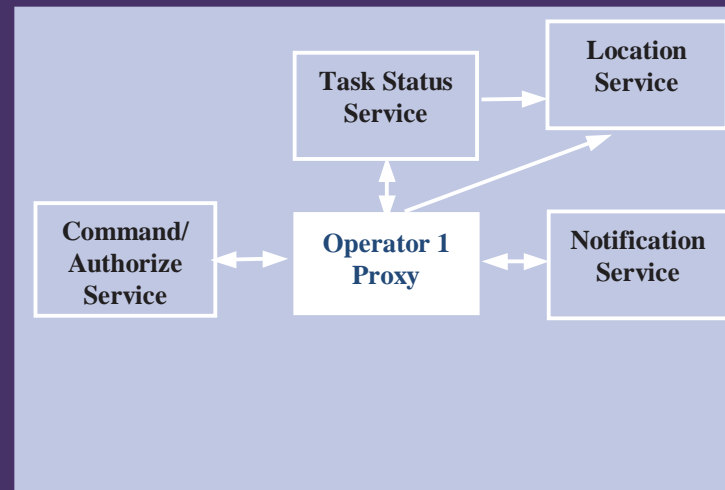 Location
Service
Task Status
Service
Command/
Authorize
Service
Operator 1
Proxy
Notification
Service